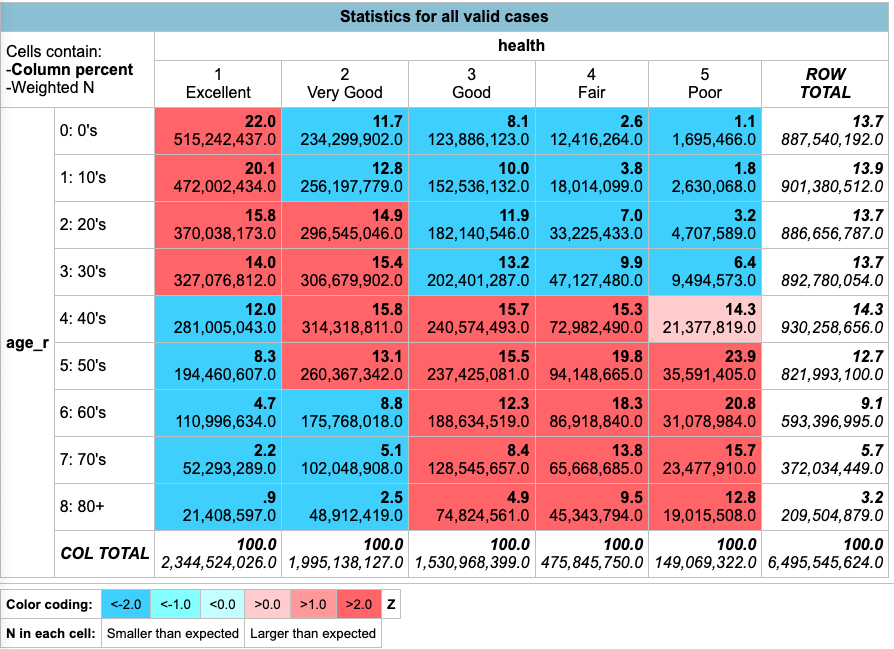 Statistics for all valid cases
Cells contain:
-Column percent
-Weighted N
health
1
Excellent
2
Very Good
3
Good
4
Fair
5
Poor
ROW
TOTAL
age_r
0: 0's
22.0 11.7 8.1 2.6 1.1 13.7
515,242,437.0 234,299,902.0 123,886,123.0 12,416,264.0 1,695,466.0 887,540,192.0
1: 10's
20.1 12.8 10.0 3.8 1.8 13.9
472,002,434.0 256,197,779.0 152,536,132.0 18,014,099.0 2,630,068.0 901,380,512.0
2: 20's
15.8 14.9 11.9 7.0 3.2 13.7
370,038,173.0 296,545,046.0 182,140,546.0 33,225,433.0 4,707,589.0 886,656,787.0
3: 30's
14.0 15.4 13.2 9.9 6.4 13.7
327,076,812.0 306,679,902.0 202,401,287.0 47,127,480.0 9,494,573.0 892,780,054.0
4: 40's
12.0 15.8 15.7 15.3 14.3 14.3
281,005,043.0 314,318,811.0 240,574,493.0 72,982,490.0 21,377,819.0 930,258,656.0
5: 50's
8.3 13.1 15.5 19.8 23.9 12.7
194,460,607.0 260,367,342.0 237,425,081.0 94,148,665.0 35,591,405.0 821,993,100.0
6: 60's
4.7 8.8 12.3 18.3 20.8 9.1
110,996,634.0 175,768,018.0 188,634,519.0 86,918,840.0 31,078,984.0 593,396,995.0
7: 70's
2.2 5.1 8.4 13.8 15.7 5.7
52,293,289.0 102,048,908.0 128,545,657.0 65,668,685.0 23,477,910.0 372,034,449.0
8: 80+
.9 2.5 4.9 9.5 12.8 3.2
21,408,597.0 48,912,419.0 74,824,561.0 45,343,794.0 19,015,508.0 209,504,879.0
COL TOTAL
100.0 100.0 100.0 100.0 100.0 100.0
2,344,524,026.0 1,995,138,127.0 1,530,968,399.0 475,845,750.0 149,069,322.0 6,495,545,624.0
Color coding: <-2.0 <-1.0 <0.0 >0.0 >1.0 >2.0 Z
N in each cell: Smaller than expected Larger than expected